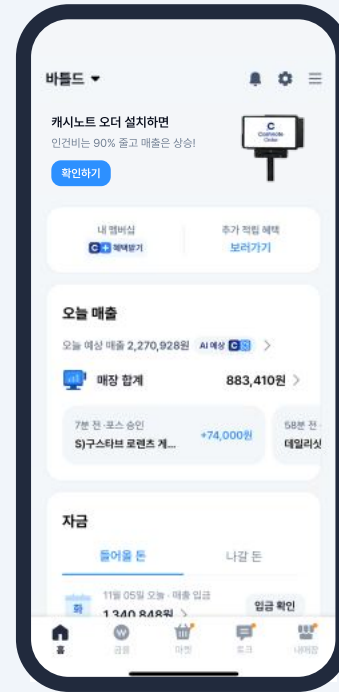 바틀드
캐시노트 오더 설치하면
인건비는 90% 줄고 매출은 상승!
확인하기
C
Cashnote
Order
내 멤버십
C+ 혜택받기
추가 적립 혜택
보러가기
오늘 매출
오늘 예상 매출 2,270,928원 AI 예상
매장 합계 883,410원
7분 전·포스 승인
S)구스타브 로렌츠 게...
+74,000원
58분 전
데일리샷
자금
들어올 돈
나갈 돈
화
11월 05일 오늘 · 매출 입금
1,340,848원
입금 확인
홈
금융
마켓
토크
내매장